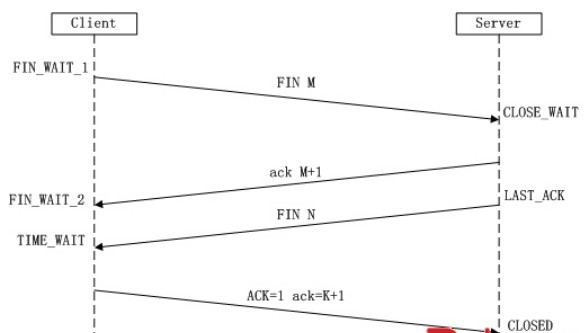 Client
Server
FIN_WAIT_1
FIN M
CLOSE_WAIT
ack M+1
FIN_WAIT_2
LAST_ACK
FIN N
TIME_WAIT
ACK=1 ack=K+1
CLOSED